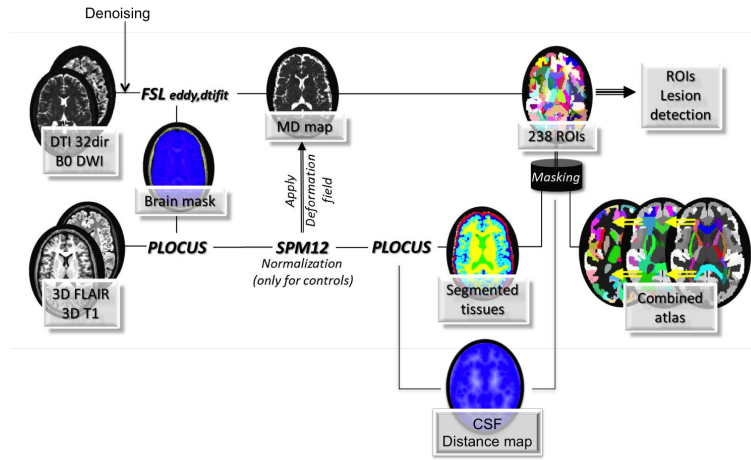 Denoising
FSL eddy,dtifit
DTI 32dir
B0 DWI
MD map
238 ROIs
ROIs
Lesion
detection
Brain mask
Apply
Deformation
field
Masking
PLOCUS
SPM12
Normalization
(only for controls)
PLOCUS
3D FLAIR
3D T1
Segmented
tissues
Combined
atlas
CSF
Distance map